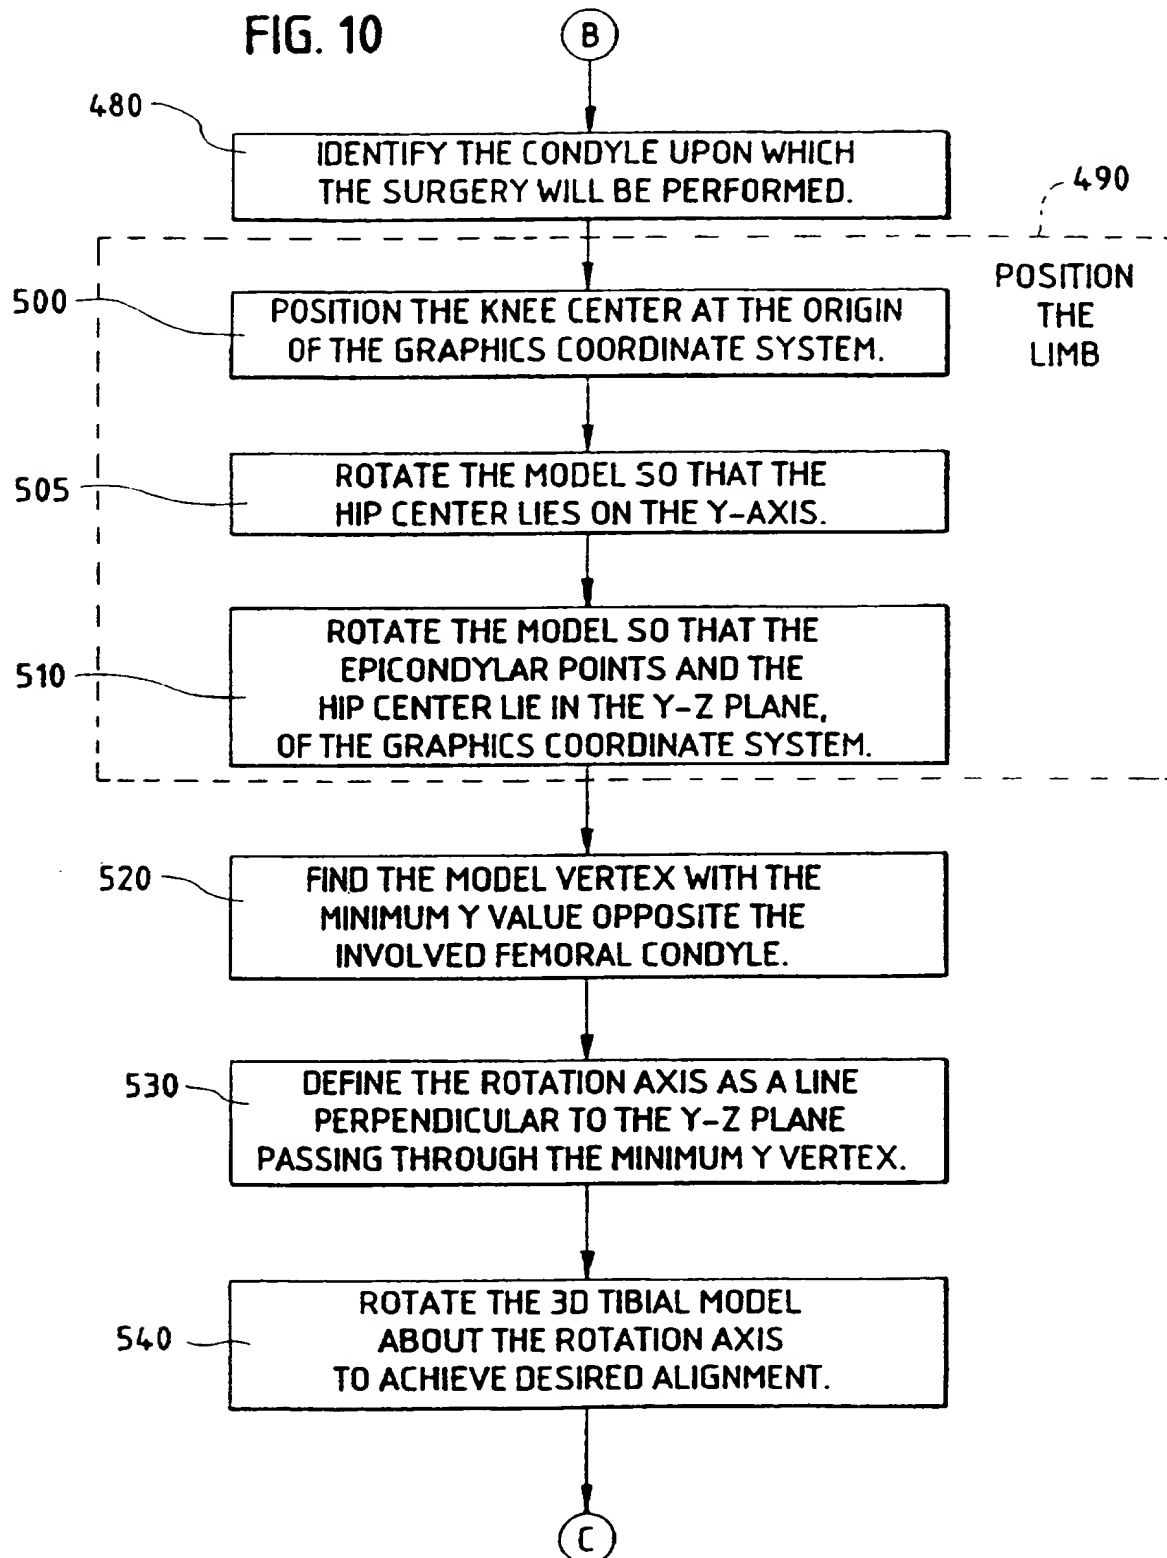 FIG. 10
B
480
IDENTIFY THE CONDYLE UPON WHICH
THE SURGERY WILL BE PERFORMED.
490
POSITION
THE
LIMB
500
POSITION THE KNEE CENTER AT THE ORIGIN
OF THE GRAPHICS COORDINATE SYSTEM.
505
ROTATE THE MODEL SO THAT THE
HIP CENTER LIES ON THE Y-AXIS.
510
ROTATE THE MODEL SO THAT THE
EPICONDYLAR POINTS AND THE
HIP CENTER LIE IN THE Y-Z PLANE,
OF THE GRAPHICS COORDINATE SYSTEM.
520
FIND THE MODEL VERTEX WITH THE
MINIMUM Y VALUE OPPOSITE THE
INVOLVED FEMORAL CONDYLE.
530
DEFINE THE ROTATION AXIS AS A LINE
PERPENDICULAR TO THE Y-Z PLANE
PASSING THROUGH THE MINIMUM Y VERTEX.
540
ROTATE THE 3D TIBIAL MODEL
ABOUT THE ROTATION AXIS
TO ACHIEVE DESIRED ALIGNMENT.
C